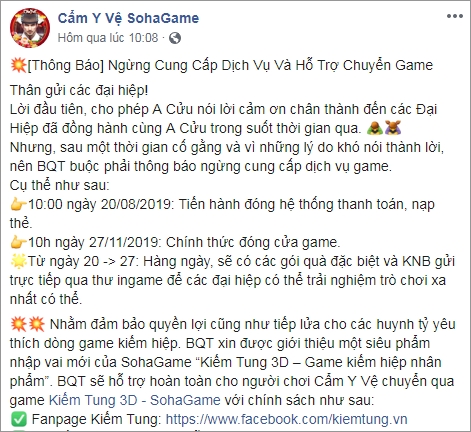 Cẩm Y Vệ SohaGame
Hôm qua lúc 10:08 ·
💥[Thông Báo] Ngừng Cung Cấp Dịch Vụ Và Hỗ Trợ Chuyển Game
Thân gửi các đại hiệp!
Lời đầu tiên, cho phép A Cửu nói lời cảm ơn chân thành đến các Đại
Hiệp đã đồng hành cùng A Cửu trong suốt thời gian qua.
Nhưng, sau một thời gian cố gắng và vì những lý do khó nói thành lời,
nên BQT buộc phải thông báo ngừng cung cấp dịch vụ game.
Cụ thể như sau:
👉10:00 ngày 20/08/2019: Tiến hành đóng hệ thống thanh toán, nạp
thẻ.
👉10h ngày 27/11/2019: Chính thức đóng cửa game.
🌟Từ ngày 20 -> 27: Hàng ngày, sẽ có các gói quà đặc biệt và KNB gửi
trực tiếp qua thư ingame để các đại hiệp có thể trải nghiệm trò chơi xa
nhất có thể.
💥💥 Nhằm đảm bảo quyền lợi cũng như tiếp lửa cho các huynh tỷ yêu
thích dòng game kiếm hiệp. BQT xin được giới thiệu một siêu phẩm
nhập vai mới của SohaGame “Kiếm Tung 3D – Game kiếm hiệp nhân
phẩm”. BQT sẽ hỗ trợ hoàn toàn cho người chơi Cẩm Y Vệ chuyển qua
game Kiếm Tung 3D - SohaGame với chính sách như sau:
✅ Fanpage Kiếm Tung: https://www.facebook.com/kiemtung.vn